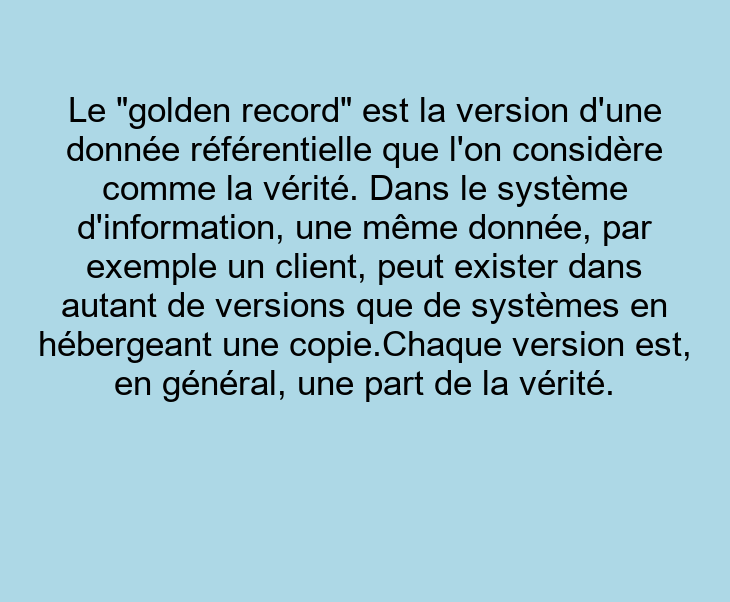 Le "golden record" est la version d'une
donnée référentielle que l'on considère
comme la vérité. Dans le système
d'information, une même donnée, par
exemple un client, peut exister dans
autant de versions que de systèmes en
hébergeant une copie.Chaque version est,
en général, une part de la vérité.